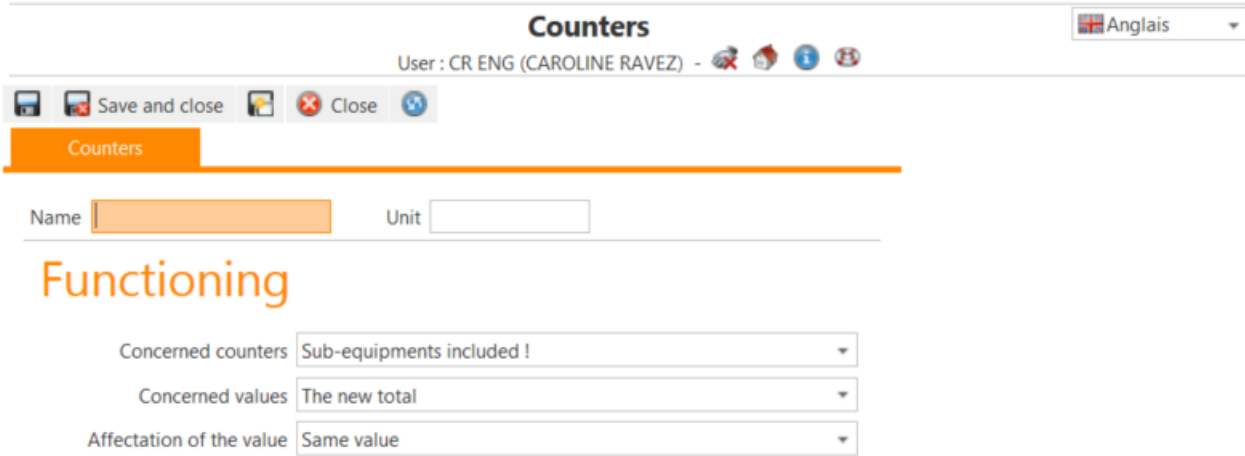 Counters
Anglais
User : CR ENG (CAROLINE RAVEZ) -
Save and close Close
Counters
Name Unit
Functioning
Concerned counters Sub-equipments included !
Concerned values The new total
Affectation of the value Same value